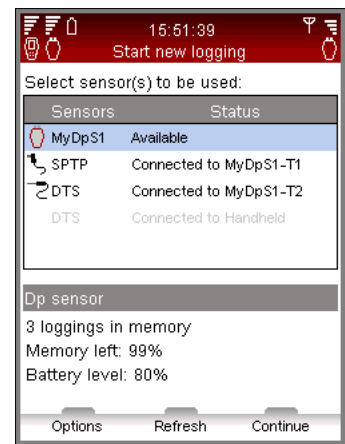 15:51:39
Start new logging
Select sensor(s) to be used:
Sensors Status
MyDpS1 Available
SPTP Connected to MyDpS1-T1
DTS Connected to MyDpS1-T2
DTS Connected to Handheld
Dp sensor
3 loggings in memory
Memory left: 99%
Battery level: 80%
Options Refresh Continue